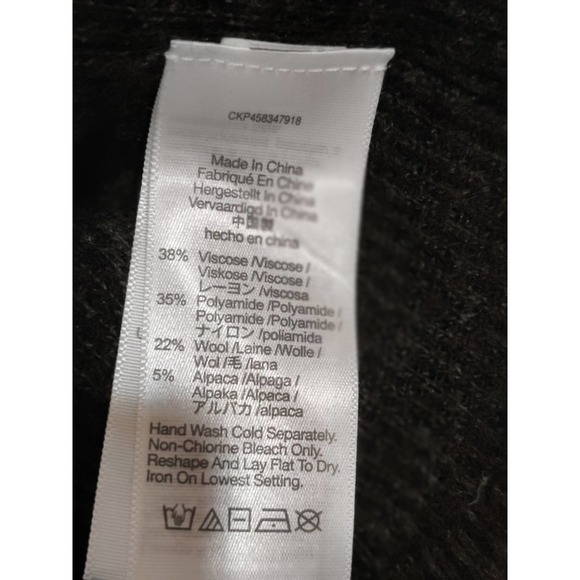 CKP458347918
Made In China
Fabriqué En Chine
Hergestellt In China
Vervaardigd In China
中国製
hecho en china
38% Viscose /Viscose /
Viskose /Viscose /
レーヨン /viscosa
35% Polyamide /Polyamide /
Polyamide /Polyamide /
ナイロン /poliamida
22% Wool /Laine /Wolle /
Wol /毛 /lana
5% Alpaca /Alpaga /
Alpaka /Alpaca /
アルパカ /alpaca
Hand Wash Cold Separately.
Non-Chlorine Bleach Only.
Reshape And Lay Flat To Dry.
Iron On Lowest Setting.